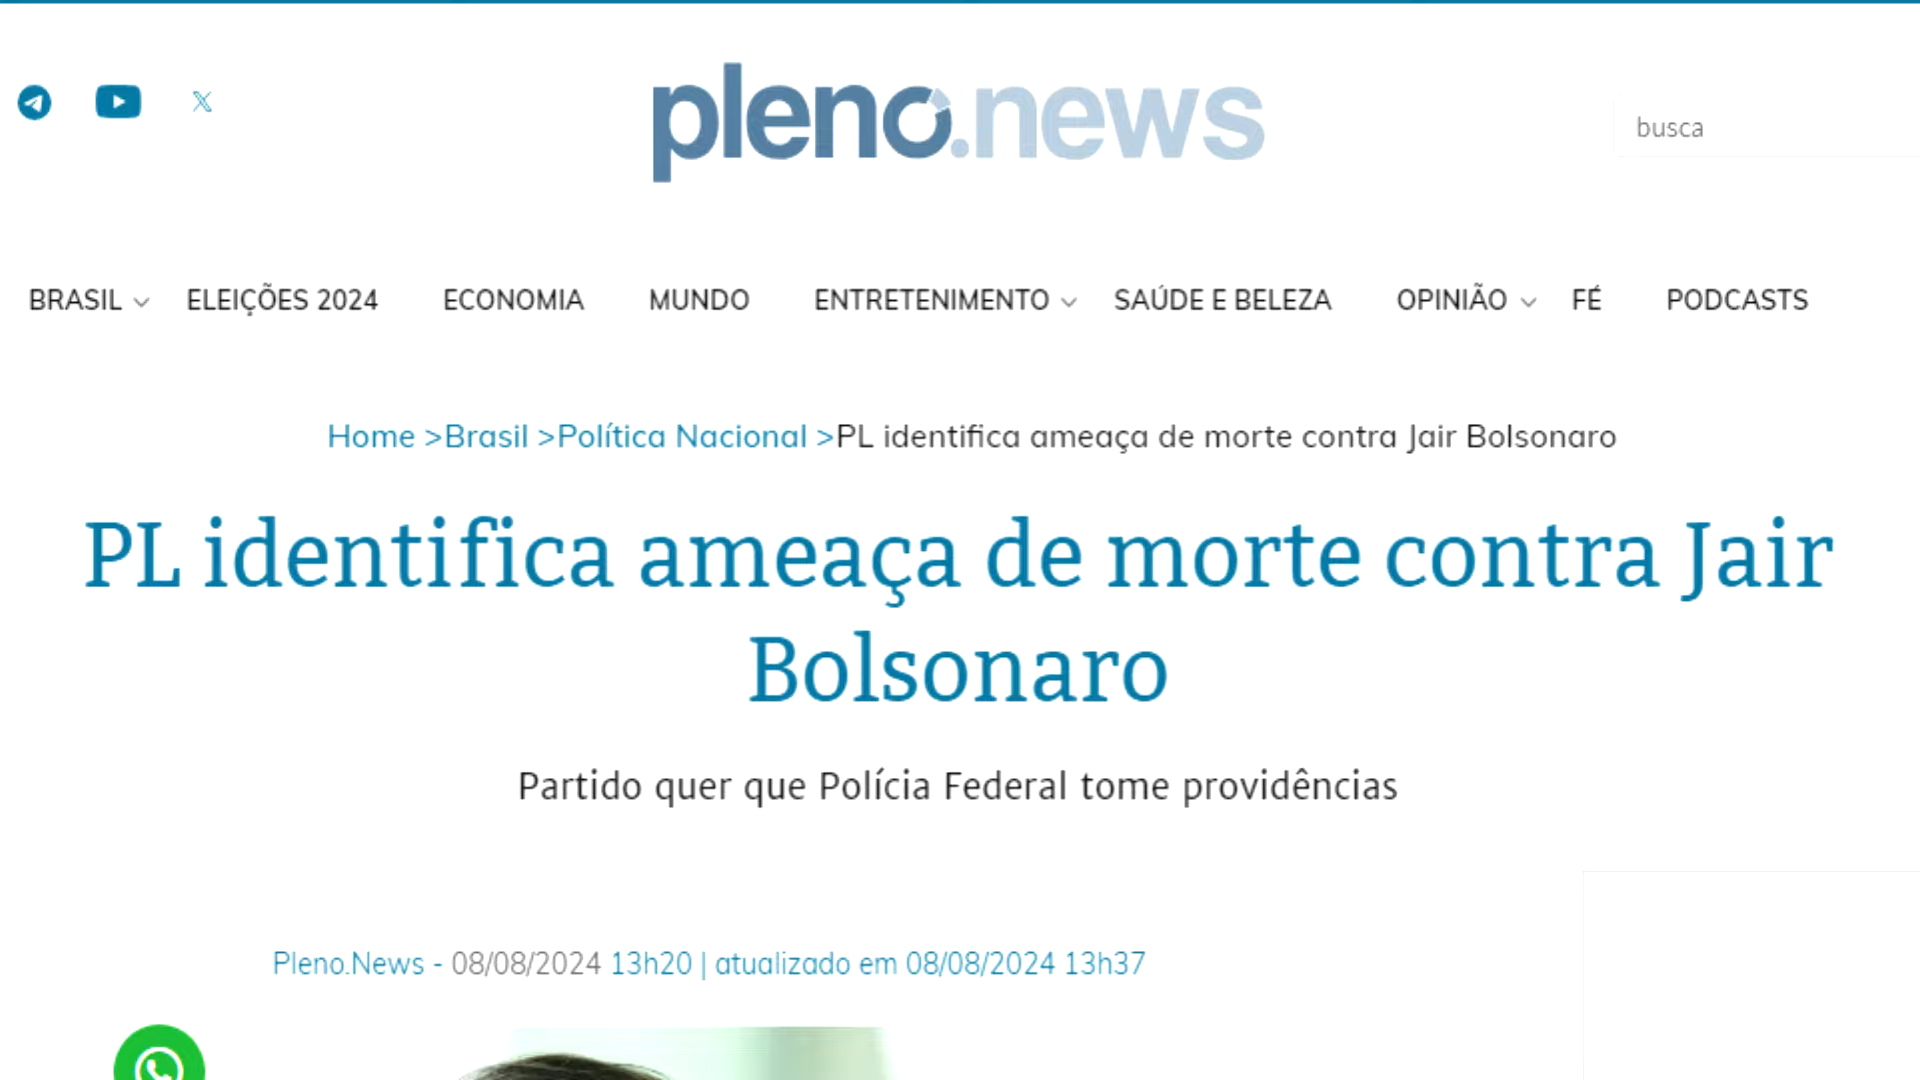 pleno.news
busca
BRASIL ELEIÇÕES 2024 ECONOMIA MUNDO ENTRETENIMENTO SAÚDE E BELEZA OPINIÃO FÉ PODCASTS
Home >Brasil >Política Nacional >PL identifica ameaça de morte contra Jair Bolsonaro
PL identifica ameaça de morte contra Jair
Bolsonaro
Partido quer que Polícia Federal tome providências
Pleno.News - 08/08/2024 13h20 | atualizado em 08/08/2024 13h37